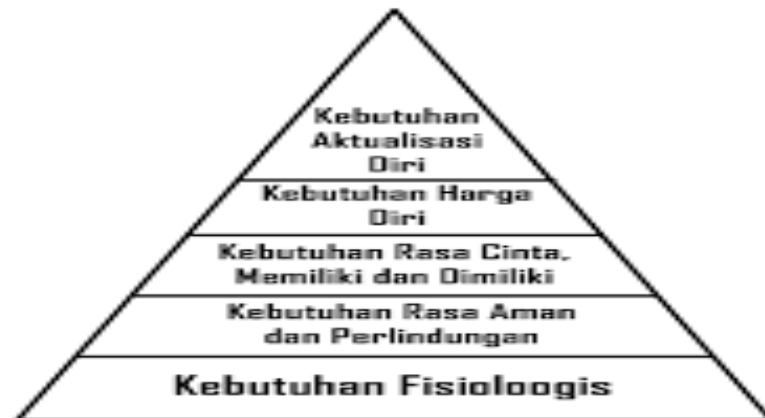 Kebutuhan
Aktualisasi
Diri
Kebutuhan Harga
Diri
Kebutuhan Rasa Cinta,
Memiliki dan Dimiliki
Kebutuhan Rasa Aman
dan Perlindungan
Kebutuhan Fisioloogis